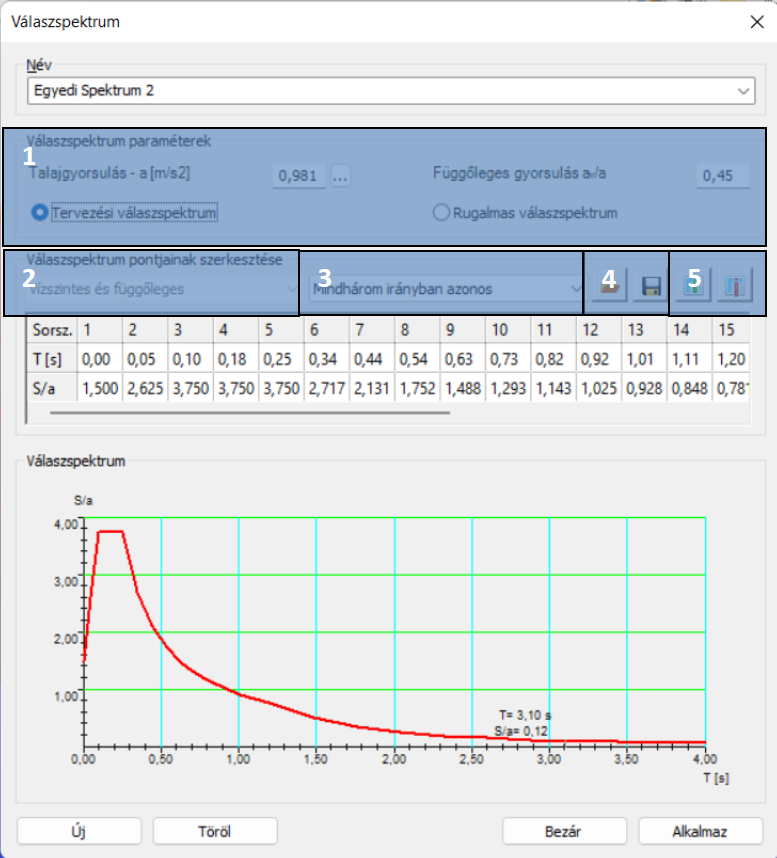 Válaszspektrum
Név
Egyedi Spektrum 2
Válaszspektrum paraméterek
1
Talajgyorsulás - a [m/s2] 0,981 ... Függőleges gyorsulás aᵥ/a 0,45
Tervezési válaszspektrum Rugalmas válaszspektrum
Válaszspektrum pontjainak szerkesztése
2 3 4 5
Vízszintes és függőleges Mindhárom irányban azonos
Sorsz. 1 2 3 4 5 6 7 8 9 10 11 12 13 14 15
T [s] 0,00 0,05 0,10 0,18 0,25 0,34 0,44 0,54 0,63 0,73 0,82 0,92 1,01 1,11 1,20
S/a 1,500 2,625 3,750 3,750 3,750 2,717 2,131 1,752 1,488 1,293 1,143 1,025 0,928 0,848 0,781
Válaszspektrum
S/a
4,00
3,00
2,00
1,00
T= 3,10 s
S/a= 0,12
0,00 0,50 1,00 1,50 2,00 2,50 3,00 3,50 4,00
T [s]
Új Töröl Bezár Alkalmaz